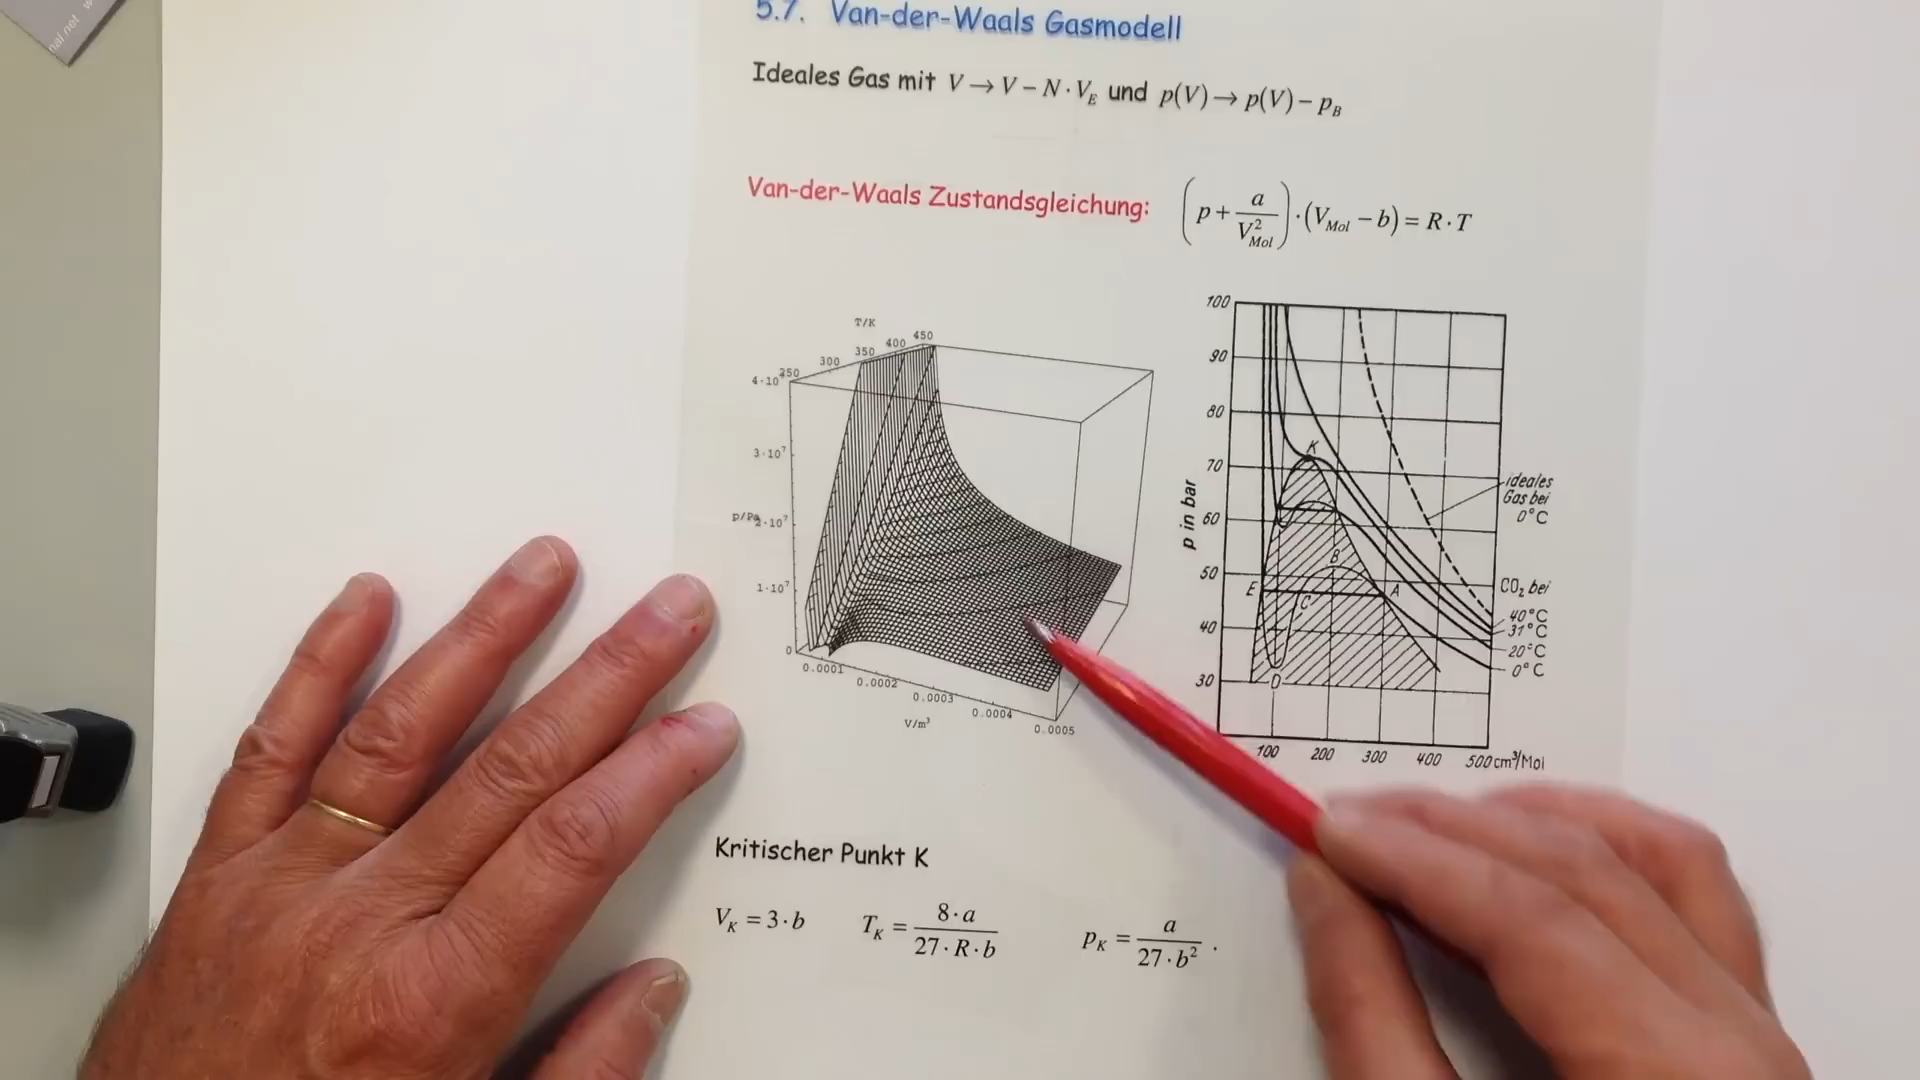 nal net
5.7. Van-der-Waals Gasmodell
Ideales Gas mit V → V − N · V_E und p(V) → p(V) − p_B
Van-der-Waals Zustandsgleichung: (p + a/V²_Mol) · (V_Mol − b) = R · T
T/K
250 300 350 400 450
4·10⁷
3·10⁷
p/Pa 2·10⁷
1·10⁷
0
0.0001 0.0002 0.0003 0.0004 0.0005
V/m³
100
90
80
70
60
50
40
30
p in bar
K
B
E C A
D
ideales
Gas bei
0°C
CO₂ bei
40°C
31°C
20°C
0°C
100 200 300 400 500 cm³/Mol
Kritischer Punkt K
V_K = 3 · b T_K = 8 · a / 27 · R · b p_K = a / 27 · b² .